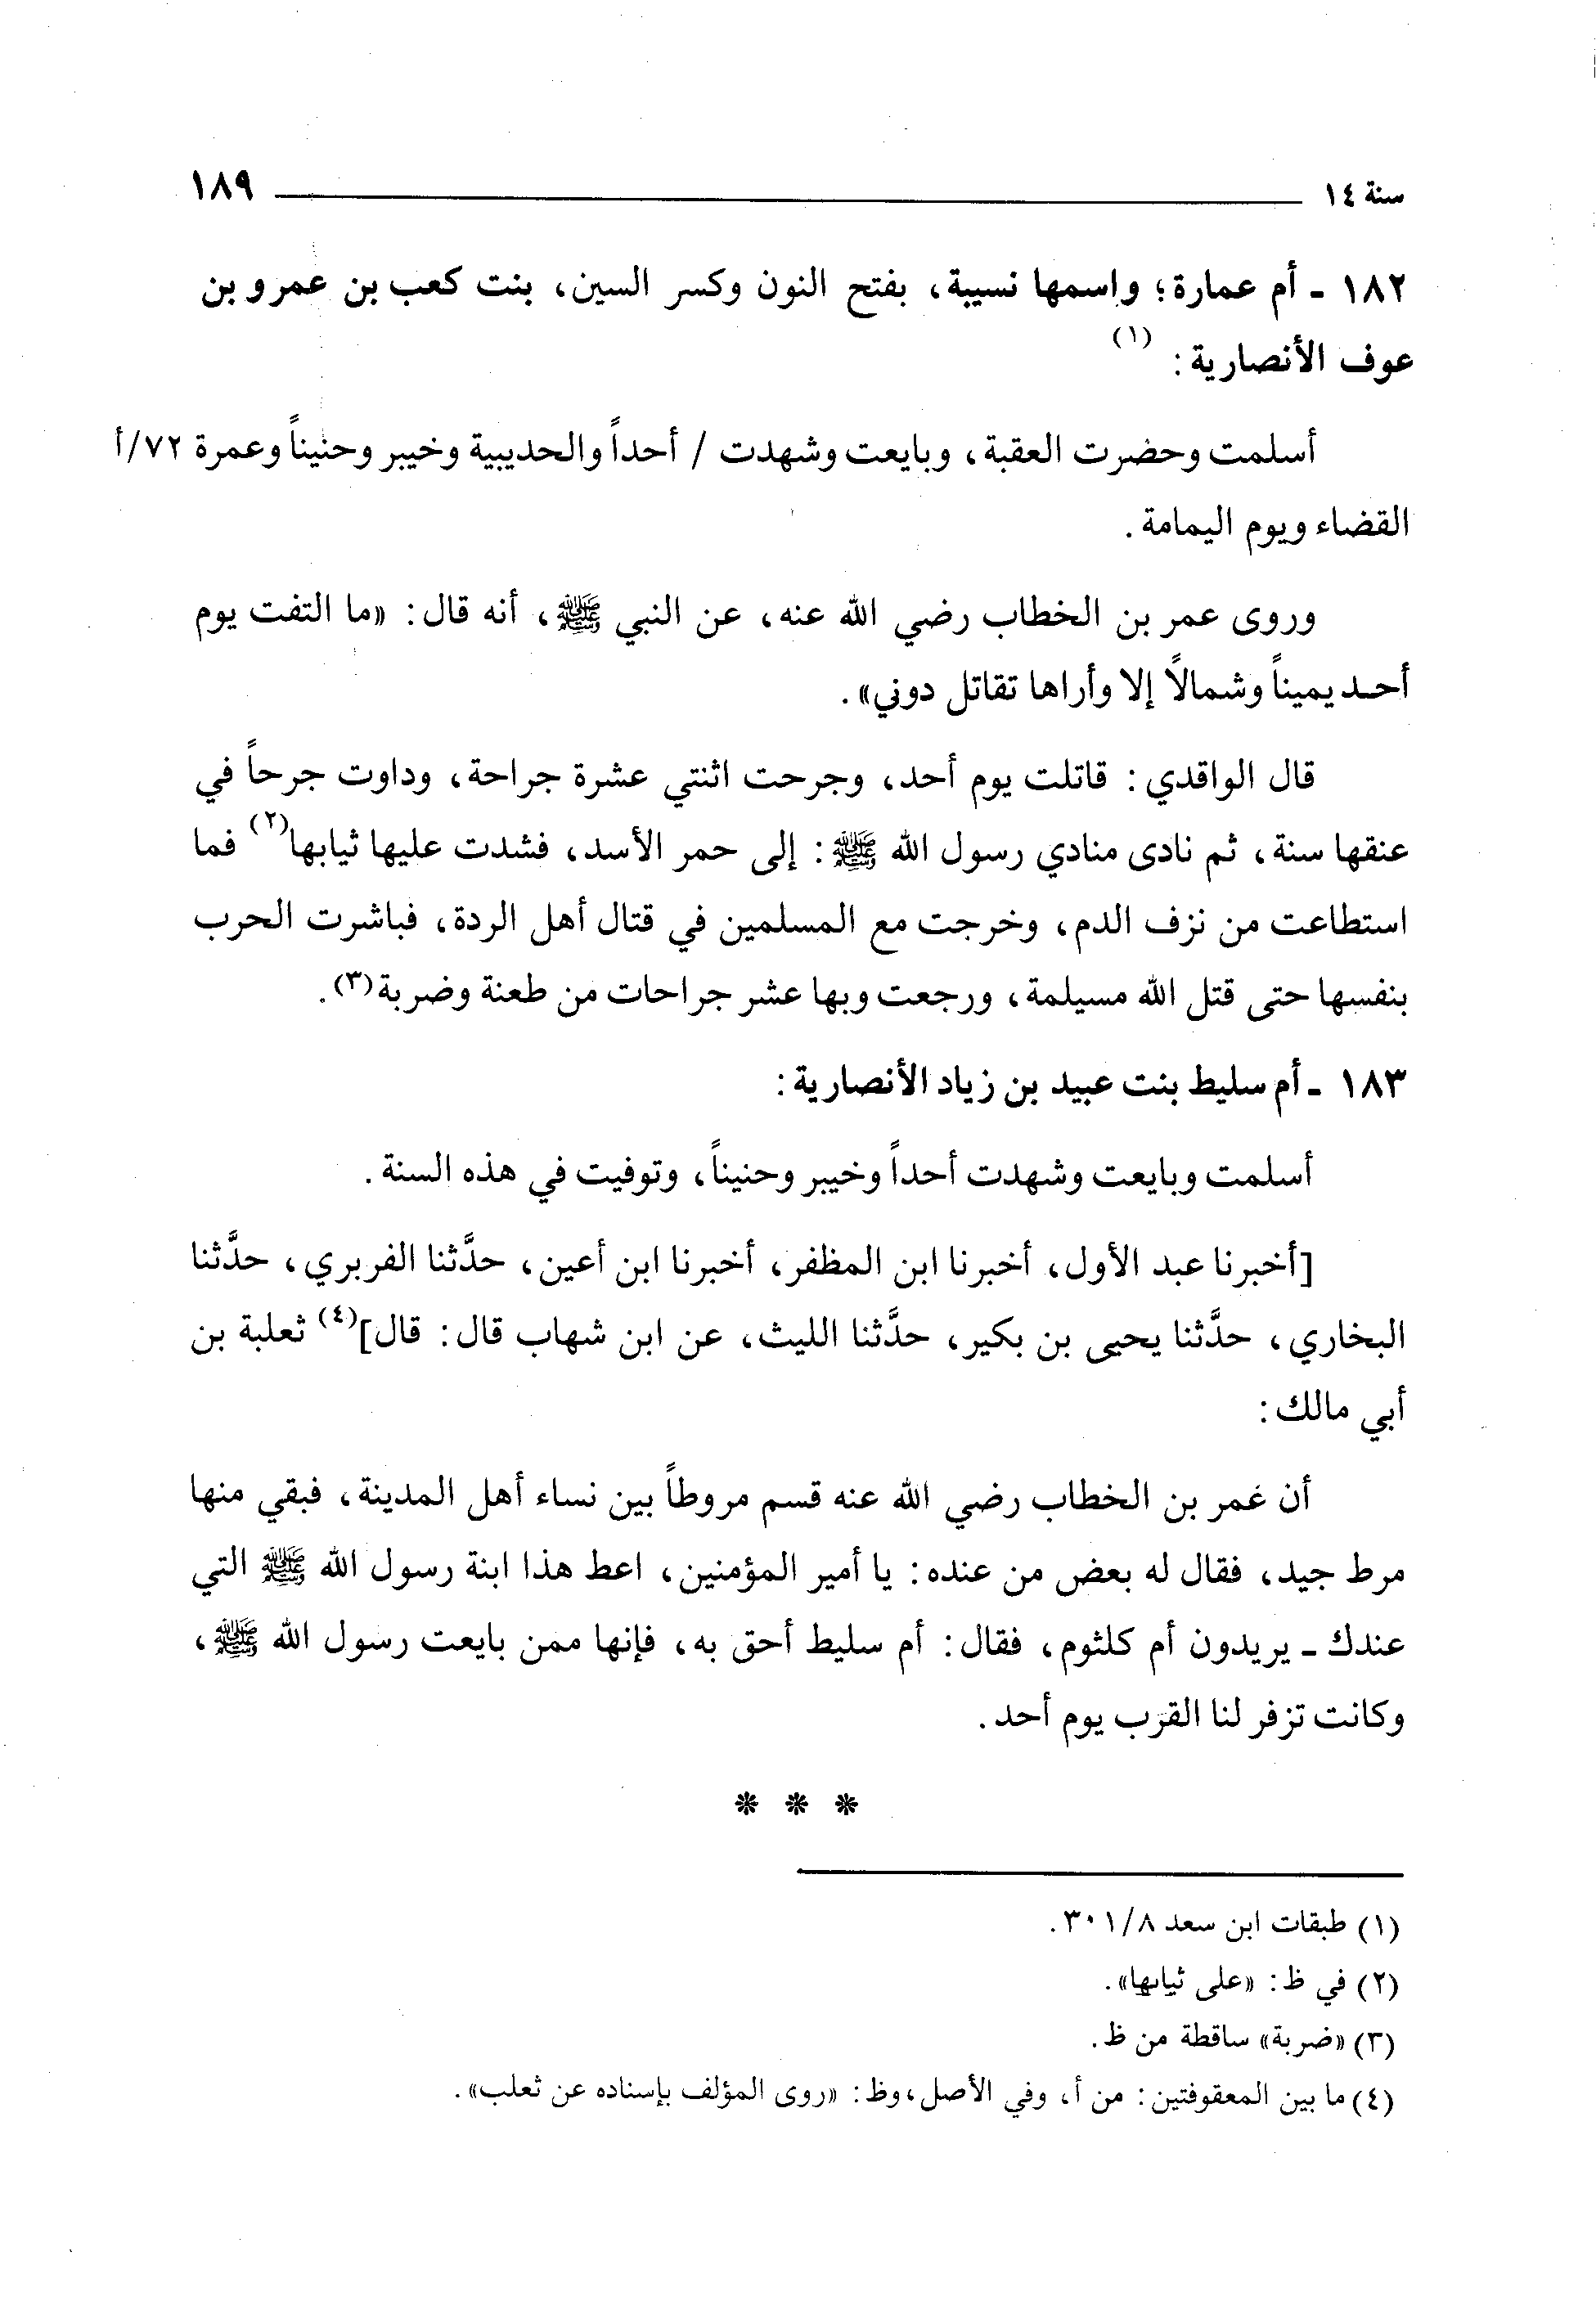 سنة ١٤ ١٨٩
١٨٢ - أم عمارة؛ واسمها نسيبة، بفتح النون وكسر السين، بنت كعب بن عمرو بن
عوف الأنصارية(١):
أسلمت وحضرت العقبة، وبايعت وشهدت / أحداً والحديبية وخيبر وحنيناً وعمرة ٧٢/أ
القضاء ويوم اليمامة.
وروى عمر بن الخطاب رضي الله عنه، عن النبي ﷺ، أنه قال: «ما التفت يوم
أحـد يميناً وشمالاً إلا وأراها تقاتل دوني».
قال الواقدي: قاتلت يوم أحد، وجرحت اثنتي عشرة جراحة، وداوت جرحاً في
عنقها سنة، ثم نادى منادي رسول الله ﷺ: إلى حمر الأسد، فشدت عليها ثيابها(٢) فما
استطاعت من نزف الدم، وخرجت مع المسلمين في قتال أهل الردة، فباشرت الحرب
بنفسها حتى قتل الله مسيلمة، ورجعت وبها عشر جراحات من طعنة وضربة(٣).
١٨٣ - أم سليط بنت عبيد بن زياد الأنصارية:
أسلمت وبايعت وشهدت أحداً وخيبر وحنيناً، وتوفيت في هذه السنة.
[أخبرنا عبد الأول، أخبرنا ابن المظفر، أخبرنا ابن أعين، حدَّثنا الفربري، حدَّثنا
البخاري، حدَّثنا يحيى بن بكير، حدَّثنا الليث، عن ابن شهاب قال: قال](٤) ثعلبة بن
أبي مالك:
أن عمر بن الخطاب رضي الله عنه قسم مروطاً بين نساء أهل المدينة، فبقي منها
مرط جيد، فقال له بعض من عنده: يا أمير المؤمنين، اعط هذا ابنة رسول الله ﷺ التي
عندك - يريدون أم كلثوم، فقال: أم سليط أحق به، فإنها ممن بايعت رسول الله ﷺ،
وكانت تزفر لنا القرب يوم أحد.
* * *
(١) طبقات ابن سعد ٣٠١/٨.
(٢) في ظ: «على ثيابها».
(٣) «ضربة» ساقطة من ظ.
(٤) ما بين المعقوفتين: من أ، وفي الأصل، وظ: «روى المؤلف بإسناده عن ثعلب».